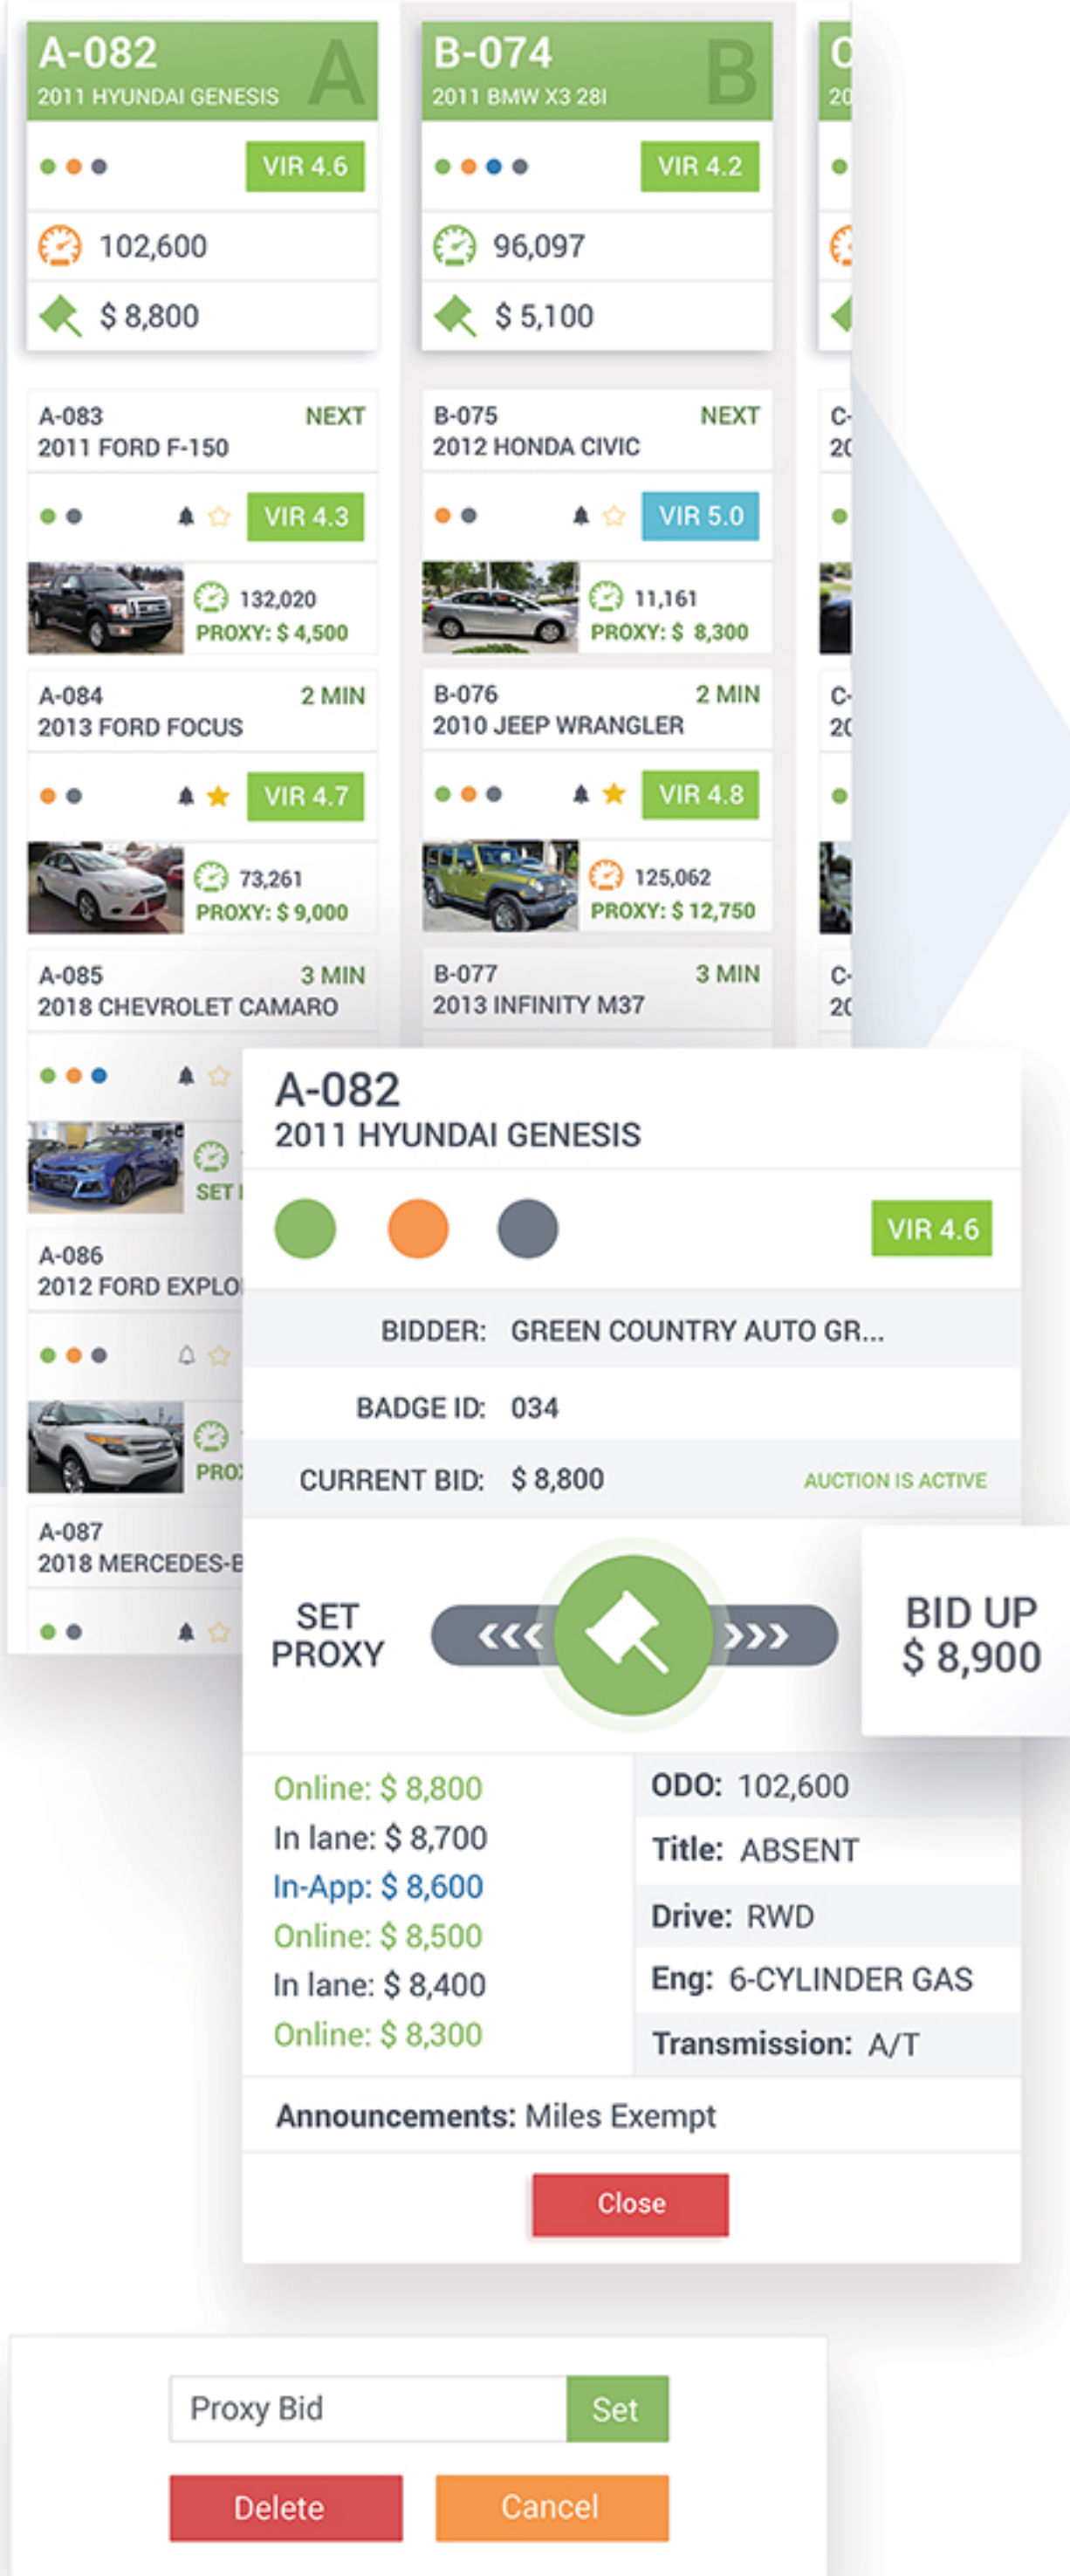 A-082
A
2011 HYUNDAI GENESIS
VIR 4.6
102,600
$ 8,800
B-074
B
2011 BMW X3 28I
VIR 4.2
96,097
$ 5,100
20
A-083
NEXT
2011 FORD F-150
VIR 4.3
132,020
PROXY: $ 4,500
A-084
2 MIN
2013 FORD FOCUS
VIR 4.7
73,261
PROXY: $ 9,000
A-085
3 MIN
2018 CHEVROLET CAMARO
SET
A-086
2012 FORD
A-087
2018
B-075
NEXT
2012 HONDA CIVIC
VIR 5.0
11,161
PROXY: $ 8,300
B-076
2 MIN
2010 JEEP WRANGLER
VIR 4.8
125,062
PROXY: $ 12,750
B-077
3 MIN
2013 INFINITY M37
C-
20
C-
20
C-
20
A-082
2011 HYUNDAI GENESIS
VIR 4.6
BIDDER: GREEN COUNTRY AUTO GR...
BADGE ID: 034
CURRENT BID: $ 8,800
AUCTION IS ACTIVE
SET
PROXY
BID UP
$ 8,900
Online: $ 8,800
In lane: $ 8,700
In-App: $ 8,600
Online: $ 8,500
In lane: $ 8,400
Online: $ 8,300
ODO: 102,600
Title: ABSENT
Drive: RWD
Eng: 6-CYLINDER GAS
Transmission: A/T
Announcements: Miles Exempt
Close
Proxy Bid
Set
Delete
Cancel